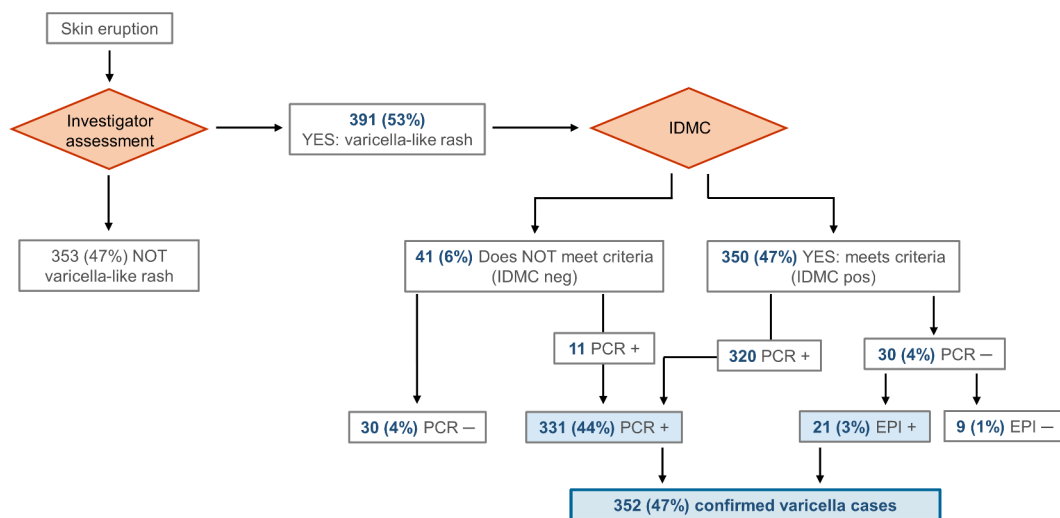 Skin eruption
Investigator
assessment
391 (53%)
YES: varicella-like rash
IDMC
353 (47%) NOT
varicella-like rash
41 (6%) Does NOT meet criteria
(IDMC neg)
350 (47%) YES: meets criteria
(IDMC pos)
11 PCR +
320 PCR +
30 (4%) PCR –
30 (4%) PCR –
331 (44%) PCR +
21 (3%) EPI +
9 (1%) EPI –
352 (47%) confirmed varicella cases